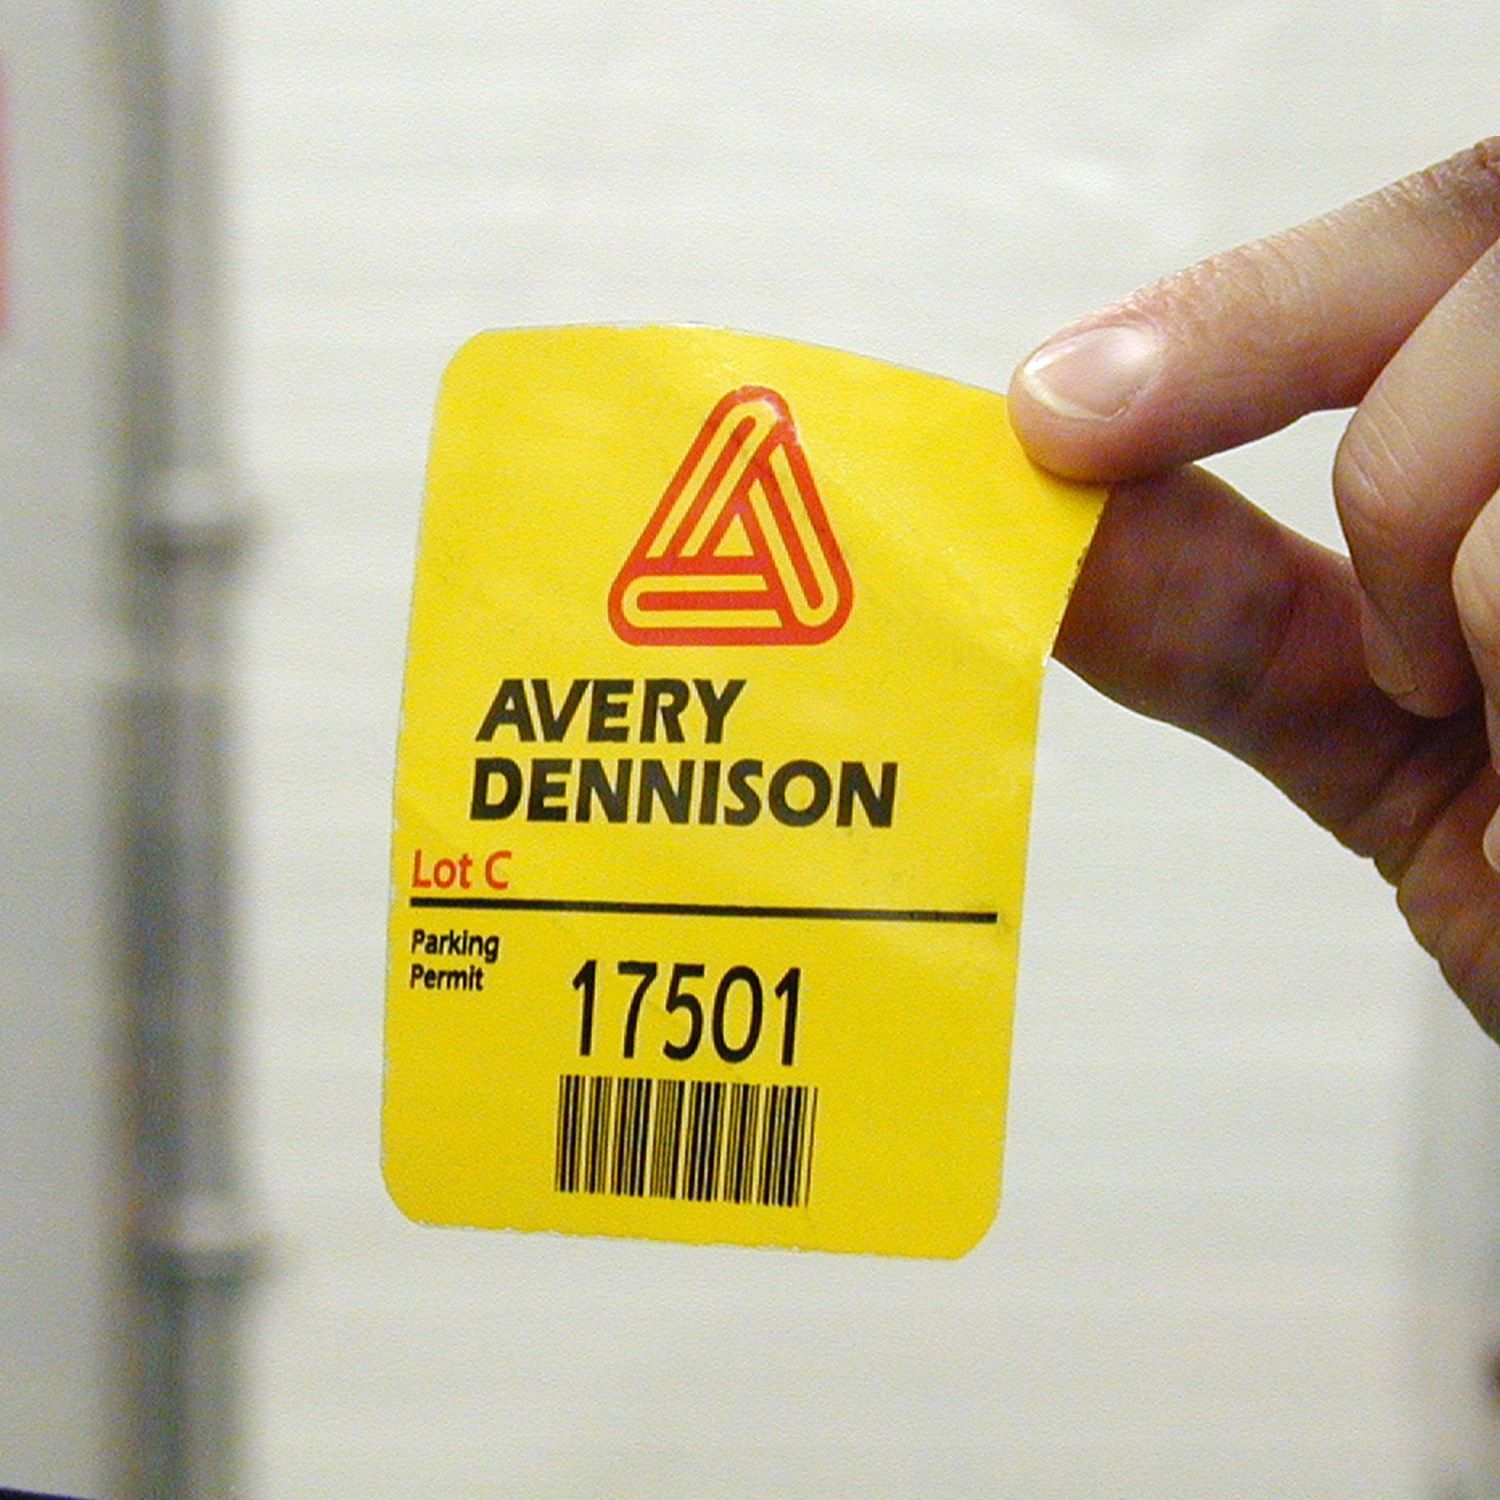 AVERY
DENNISON
Lot C
Parking
Permit
17501